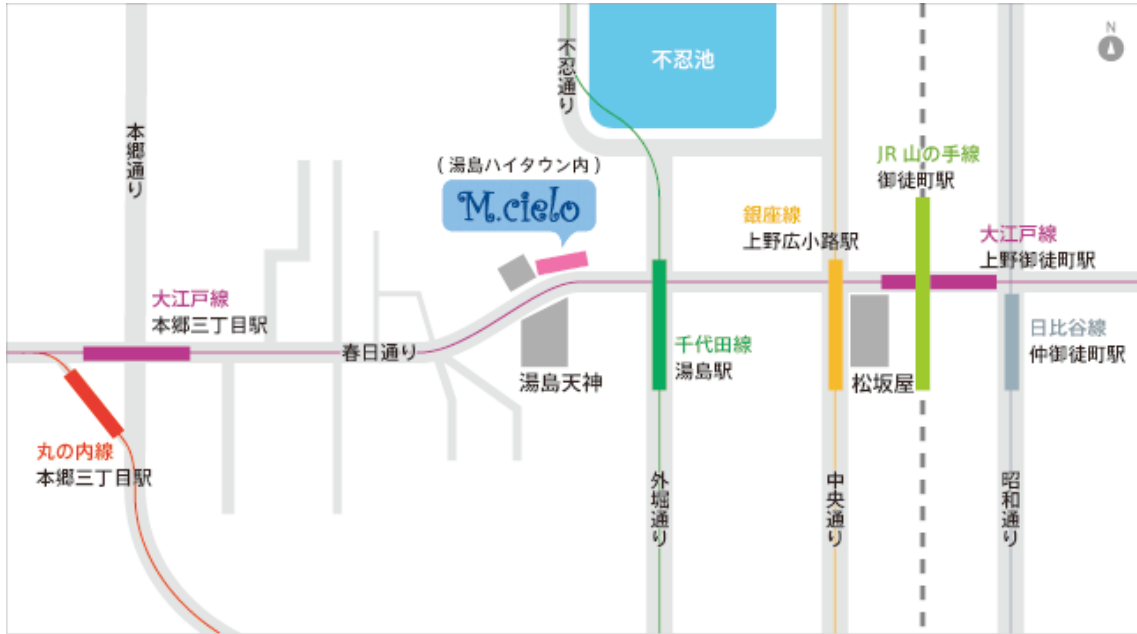 N
不忍池
不忍通り
本郷通り
(湯島ハイタウン内)
M.cielo
JR 山の手線
御徒町駅
銀座線
上野広小路駅
大江戸線
上野御徒町駅
大江戸線
本郷三丁目駅
春日通り
湯島天神
千代田線
湯島駅
松坂屋
日比谷線
仲御徒町駅
丸の内線
本郷三丁目駅
外堀通り
中央通り
昭和通り